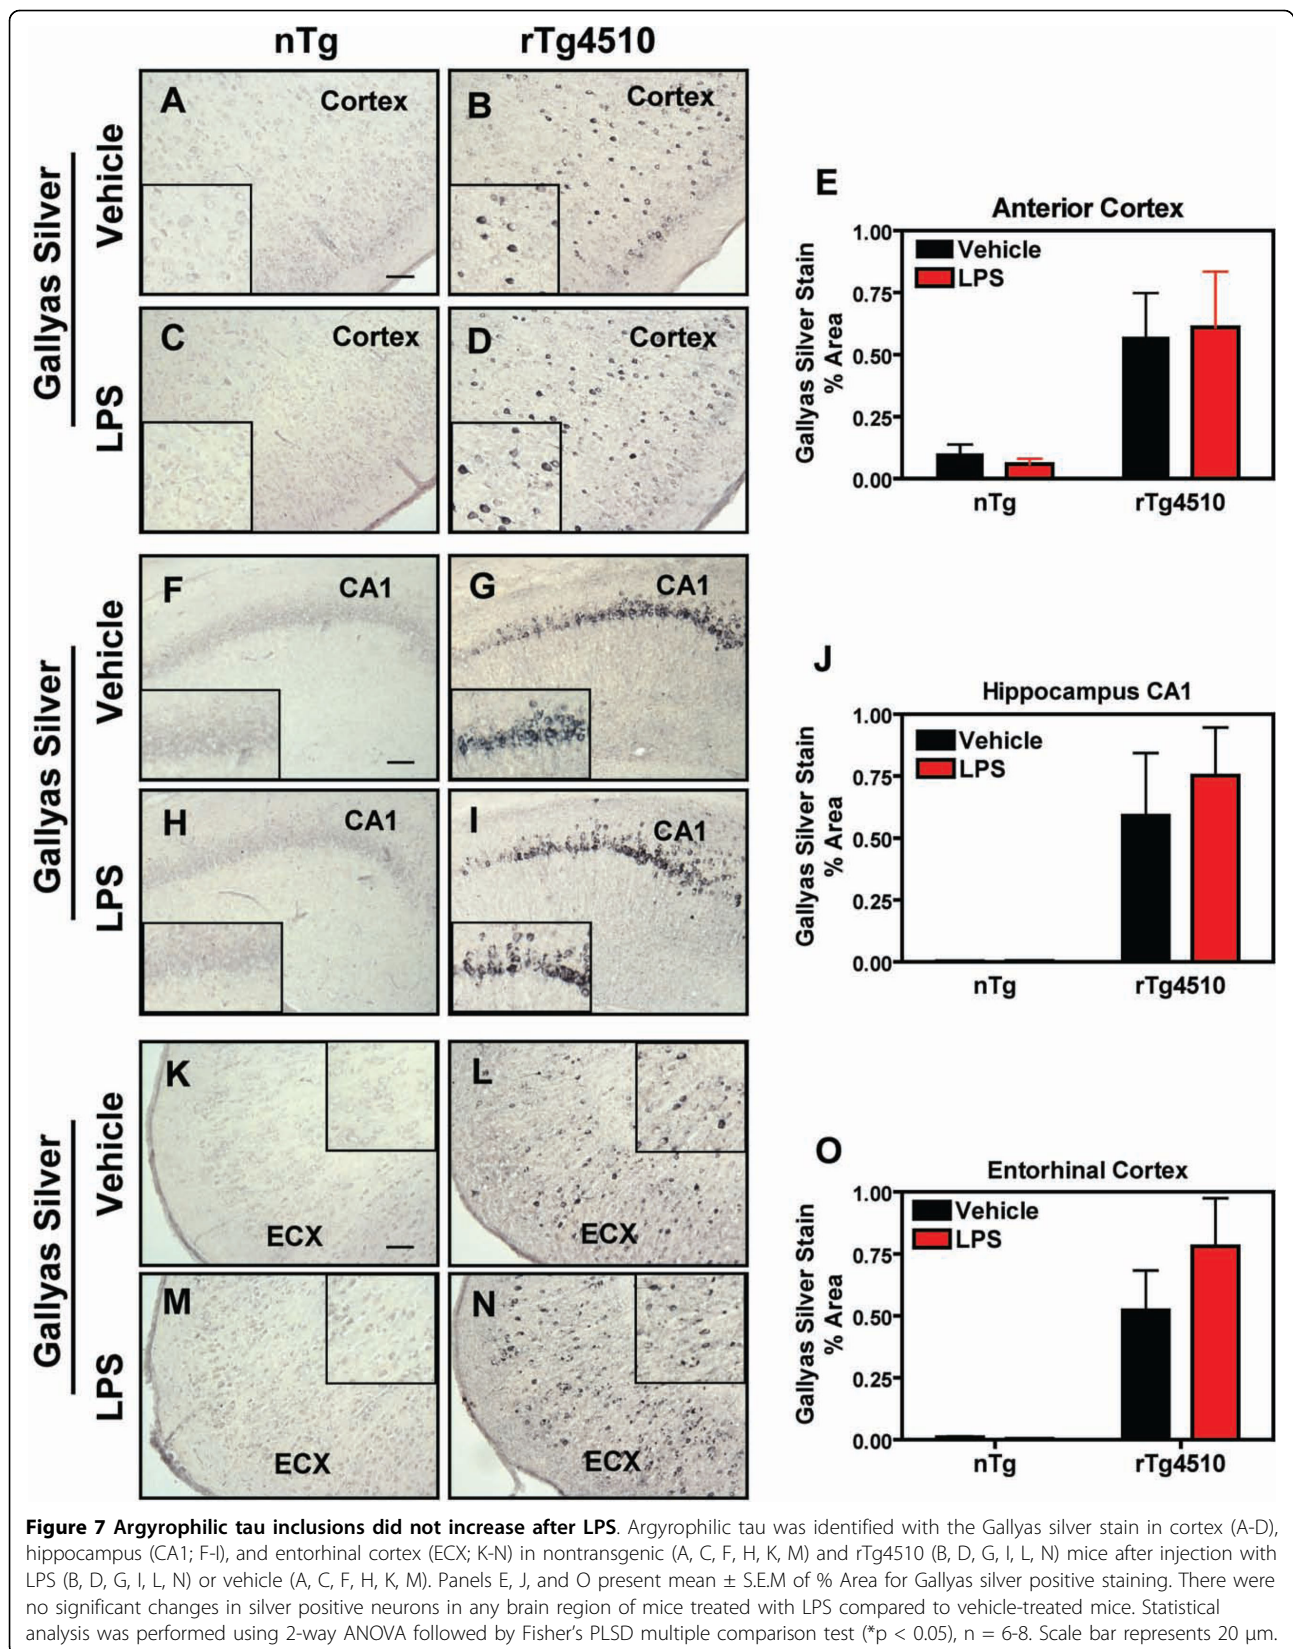 nTg rTg4510
Gallyas Silver
Vehicle
LPS
A Cortex
B Cortex
C Cortex
D Cortex
E
Anterior Cortex
Gallyas Silver Stain
% Area
1.00
0.75
0.50
0.25
0.00
Vehicle
LPS
nTg rTg4510
Gallyas Silver
Vehicle
LPS
F CA1
G CA1
H CA1
I CA1
J
Hippocampus CA1
Gallyas Silver Stain
% Area
1.00
0.75
0.50
0.25
0.00
Vehicle
LPS
nTg rTg4510
Gallyas Silver
Vehicle
LPS
K ECX
L ECX
M ECX
N ECX
O
Entorhinal Cortex
Gallyas Silver Stain
% Area
1.00
0.75
0.50
0.25
0.00
Vehicle
LPS
nTg rTg4510
Figure 7 Argyrophilic tau inclusions did not increase after LPS. Argyrophilic tau was identified with the Gallyas silver stain in cortex (A-D),
hippocampus (CA1; F-I), and entorhinal cortex (ECX; K-N) in nontransgenic (A, C, F, H, K, M) and rTg4510 (B, D, G, I, L, N) mice after injection with
LPS (B, D, G, I, L, N) or vehicle (A, C, F, H, K, M). Panels E, J, and O present mean ± S.E.M of % Area for Gallyas silver positive staining. There were
no significant changes in silver positive neurons in any brain region of mice treated with LPS compared to vehicle-treated mice. Statistical
analysis was performed using 2-way ANOVA followed by Fisher's PLSD multiple comparison test (*p < 0.05), n = 6-8. Scale bar represents 20 μm.